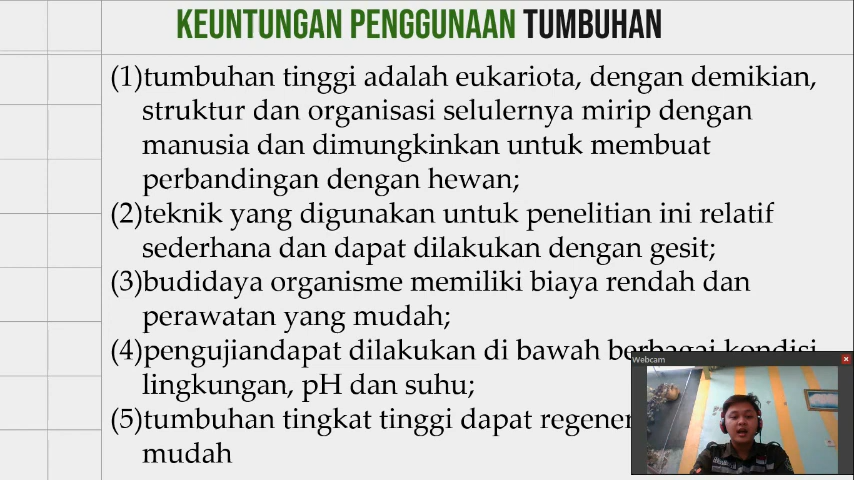 KEUNTUNGAN PENGGUNAAN TUMBUHAN
(1)tumbuhan tinggi adalah eukariota, dengan demikian,
struktur dan organisasi selulernya mirip dengan
manusia dan dimungkinkan untuk membuat
perbandingan dengan hewan;
(2)teknik yang digunakan untuk penelitian ini relatif
sederhana dan dapat dilakukan dengan gesit;
(3)budidaya organisme memiliki biaya rendah dan
perawatan yang mudah;
(4)pengujiandapat dilakukan di bawah berbagai kondisi
lingkungan, pH dan suhu;
(5)tumbuhan tingkat tinggi dapat
mudah
Webcam